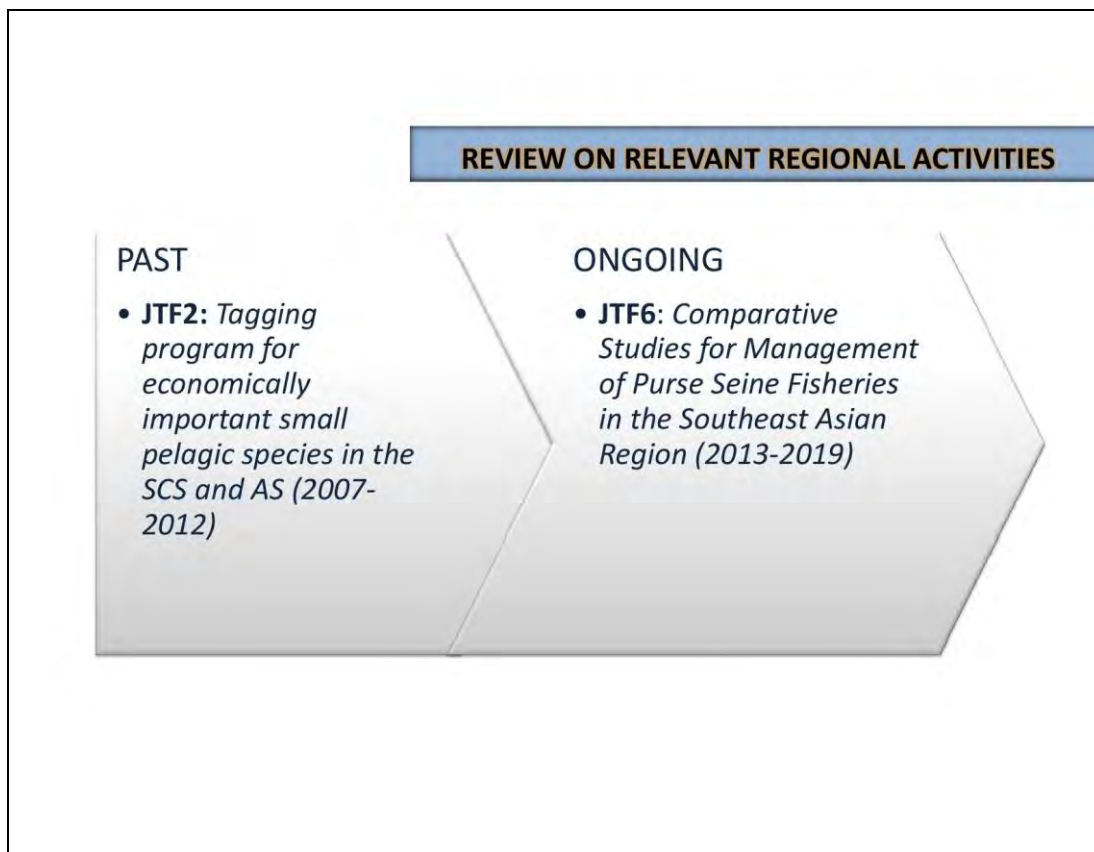 REVIEW ON RELEVANT REGIONAL ACTIVITIES
PAST
• JTF2: Tagging
program for
economically
important small
pelagic species in the
SCS and AS (2007-
2012)
ONGOING
• JTF6: Comparative
Studies for Management
of Purse Seine Fisheries
in the Southeast Asian
Region (2013-2019)